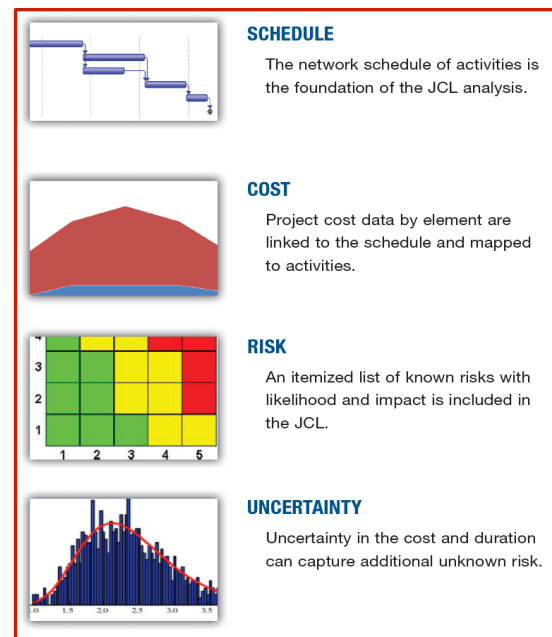 SCHEDULE
The network schedule of activities is
the foundation of the JCL analysis.
COST
Project cost data by element are
linked to the schedule and mapped
to activities.
RISK
An itemized list of known risks with
likelihood and impact is included in
the JCL.
4
3
2
1
1 2 3 4 5
UNCERTAINTY
Uncertainty in the cost and duration
can capture additional unknown risk.
.0 1.5 2.0 2.5 3.0 3.5